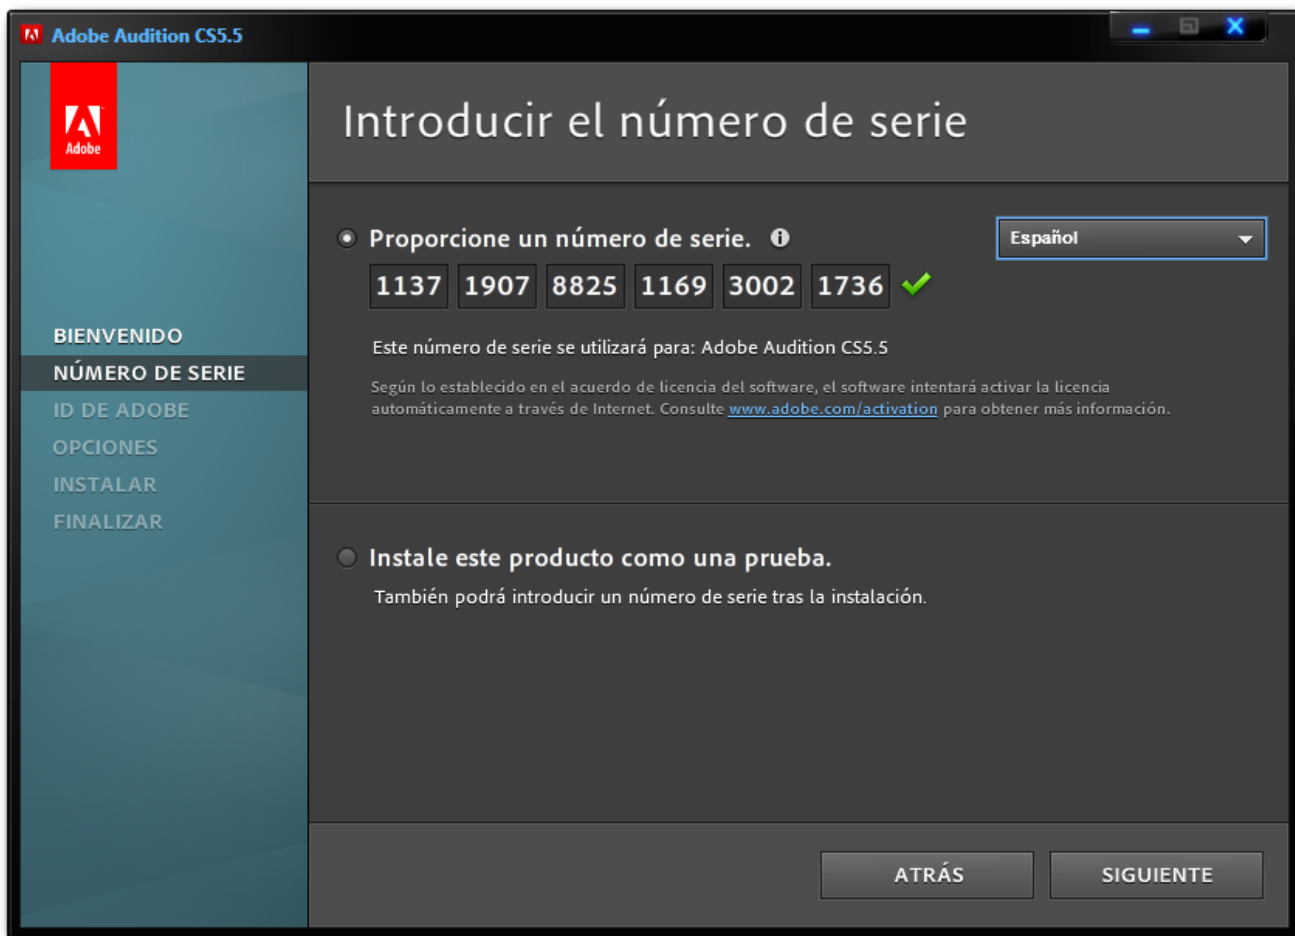 Adobe Audition CS5.5
Adobe
Introducir el número de serie
BIENVENIDO
NÚMERO DE SERIE
ID DE ADOBE
OPCIONES
INSTALAR
FINALIZAR
Proporcione un número de serie.
Español
1137 1907 8825 1169 3002 1736
Este número de serie se utilizará para: Adobe Audition CS5.5
Según lo establecido en el acuerdo de licencia del software, el software intentará activar la licencia
automáticamente a través de Internet. Consulte www.adobe.com/activation para obtener más información.
Instale este producto como una prueba.
También podrá introducir un número de serie tras la instalación.
ATRÁS
SIGUIENTE